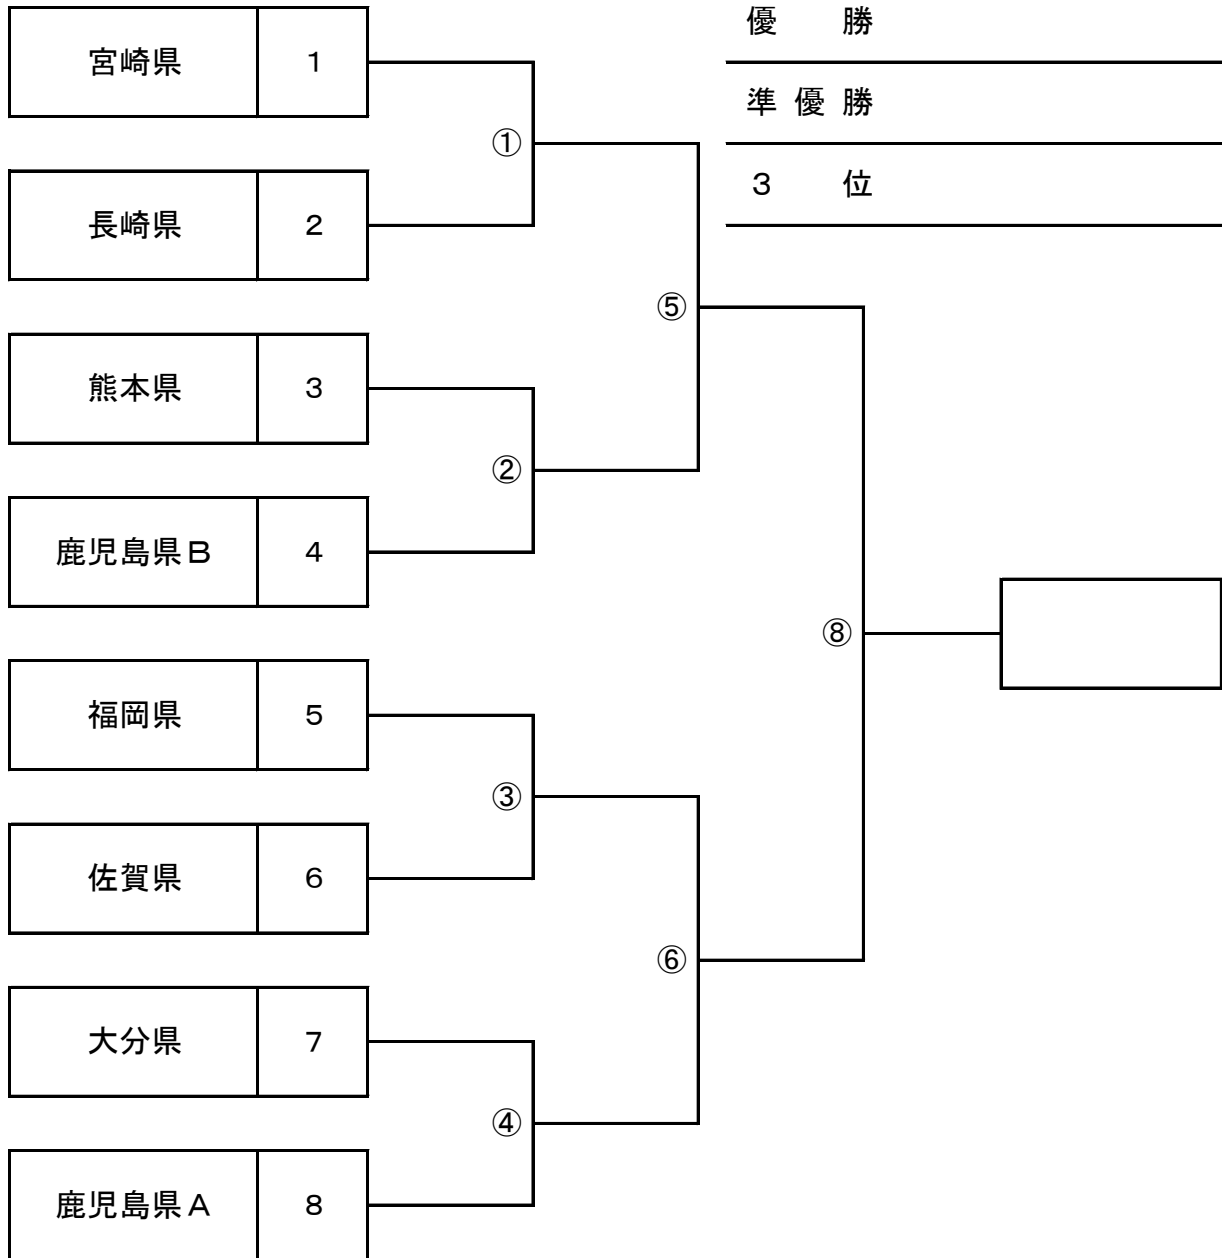 優　勝
宮崎県 １
準優勝
①
３　位
長崎県 ２
⑤
熊本県 ３
②
鹿児島県Ｂ ４
⑧
福岡県 ５
③
佐賀県 ６
⑥
大分県 ７
④
鹿児島県Ａ ８